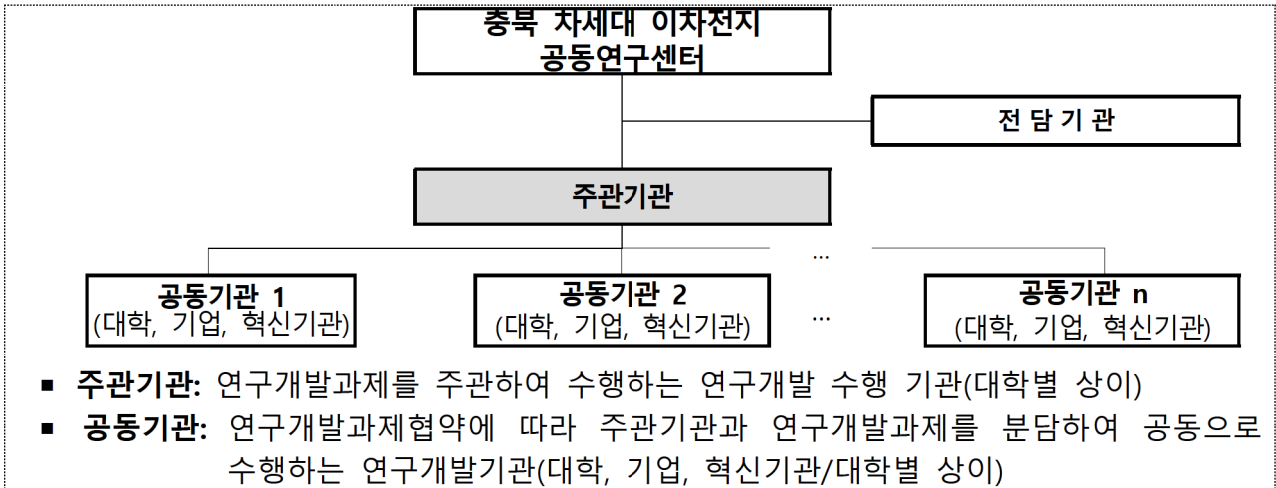 충북 차세대 이차전지
공동연구센터
전 담 기 관
주관기관
...
공동기관 1
(대학, 기업, 혁신기관)
공동기관 2
(대학, 기업, 혁신기관)
...
공동기관 n
(대학, 기업, 혁신기관)
▪ 주관기관: 연구개발과제를 주관하여 수행하는 연구개발 수행 기관(대학별 상이)
▪ 공동기관: 연구개발과제협약에 따라 주관기관과 연구개발과제를 분담하여 공동으로
수행하는 연구개발기관(대학, 기업, 혁신기관/대학별 상이)